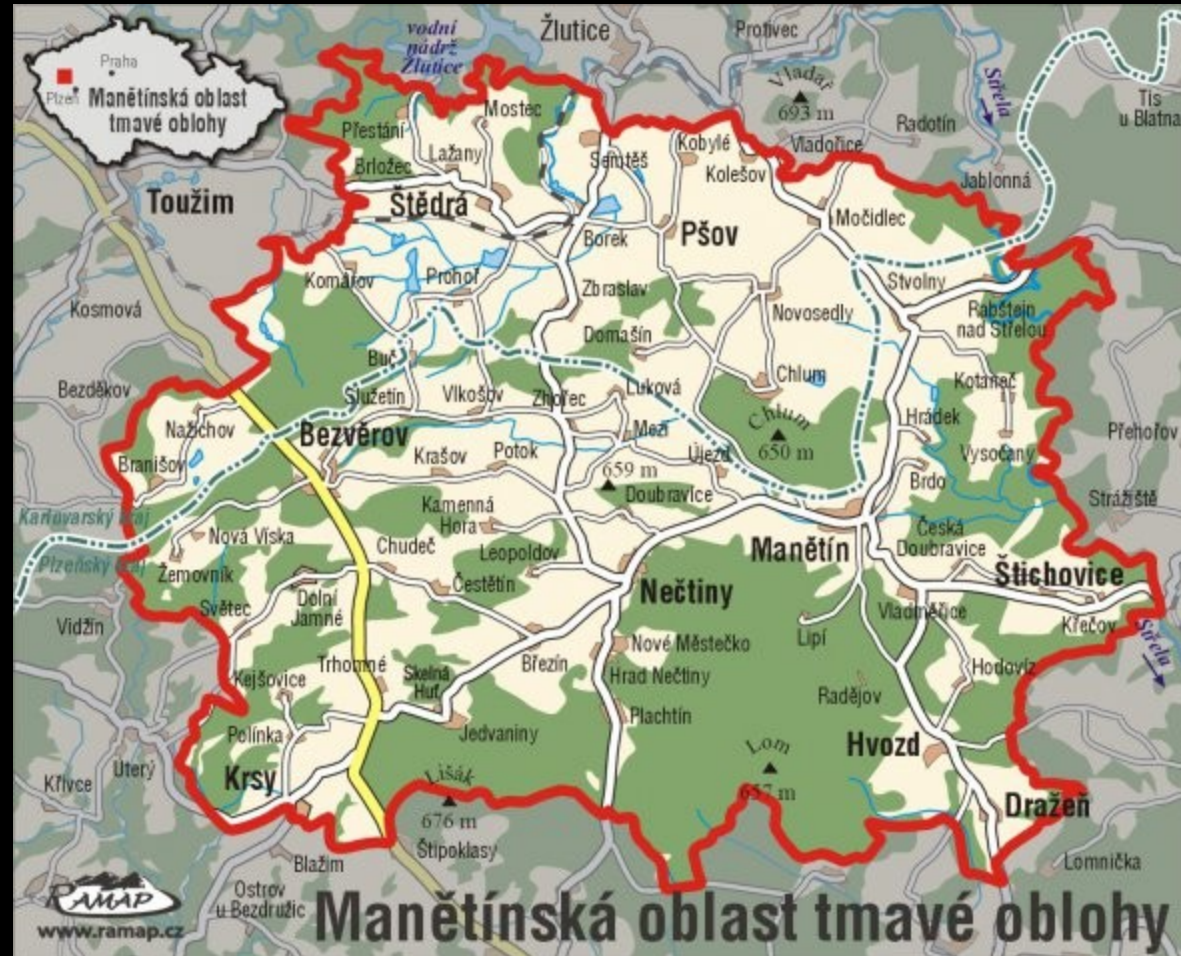 Praha
Plzeň
Manětínská oblast
tmavé oblohy
vodní
nádrž
Žlutice
Žlutice
Protivec
Vladař
693 m
Střela
Tis
u Blatna
Radotín
Vladořice
Jablonná
Přestání
Mostec
Brložec
Lažany
Semtěš
Kobylé
Kolešov
Toužim
Štědrá
Borek
Pšov
Močidlec
Komárov
Prohoř
Zbraslav
Stvolny
Kosmová
Domašín
Novosedly
Rabštejn
nad Střelou
Buč
Bezděkov
Služetín
Vlkošov
Zhořec
Luková
Chlum
Kotaneč
Nažichov
Bezvěrov
Mezí
Chlum
650 m
Hrádek
Přehořov
Branišov
Krašov
Potok
659 m
Újezd
Vysočany
Doubravice
Brdo
Strážiště
Karlovarský kraj
Plzeňský kraj
Kamenná
Hora
Nová Víska
Chudeč
Leopoldov
Manětín
Česká
Doubravice
Žernovník
Čestětín
Nečtiny
Štichovice
Světec
Dolní
Jamné
Vladměřice
Křečov
Vidžín
Lipí
Střela
Trhomné
Březín
Nové Městečko
Skelná
Huť
Hrad Nečtiny
Hodovíz
Kejšovice
Radějov
Plachtín
Polínka
Jedvaniny
Hvozd
Úterý
Lom
657 m
Křivce
Krsy
Lišák
676 m
Dražeň
Štipoklasy
Blažim
Lomnička
Ostrov
u Bezdružic
RAMAP
www.ramap.cz
Manětínská oblast tmavé oblohy